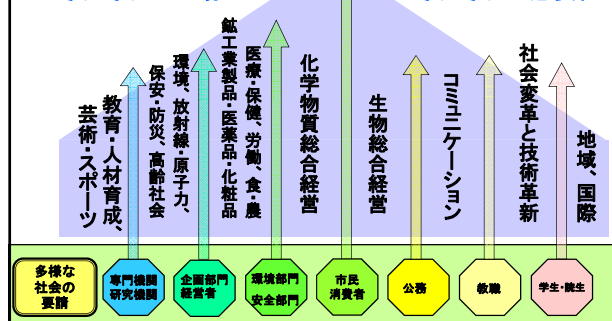 芸術・スポーツ
教育・人材育成、
保安・防災、高齢社会
環境、放射線・原子力、
鉱工業製品・医薬品・化粧品
医療・保健、労働、食・農
化学物質総合経営
生物総合経営
コミュニケーション
社会変革と技術革新
地域、国際
多様な
社会の
要請
専門機関
研究機関
企画部門
経営者
環境部門
安全部門
市民
消費者
公務
教職
学生・院生